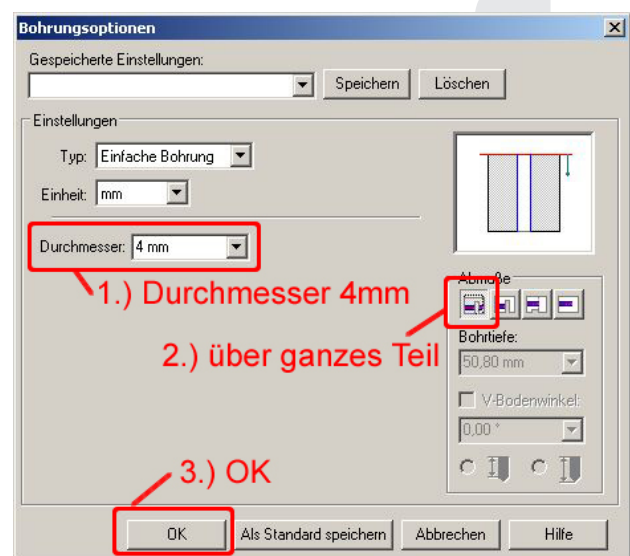 Bohrungsoptionen
Gespeicherte Einstellungen:
Speichern
Löschen
Einstellungen
Typ: Einfache Bohrung
Einheit: mm
Durchmesser: 4 mm
1.) Durchmesser 4mm
Abmaße
2.) über ganzes Teil
Bohrtiefe:
50,80 mm
V-Bodenwinkel:
0,00 °
3.) OK
OK
Als Standard speichern
Abbrechen
Hilfe